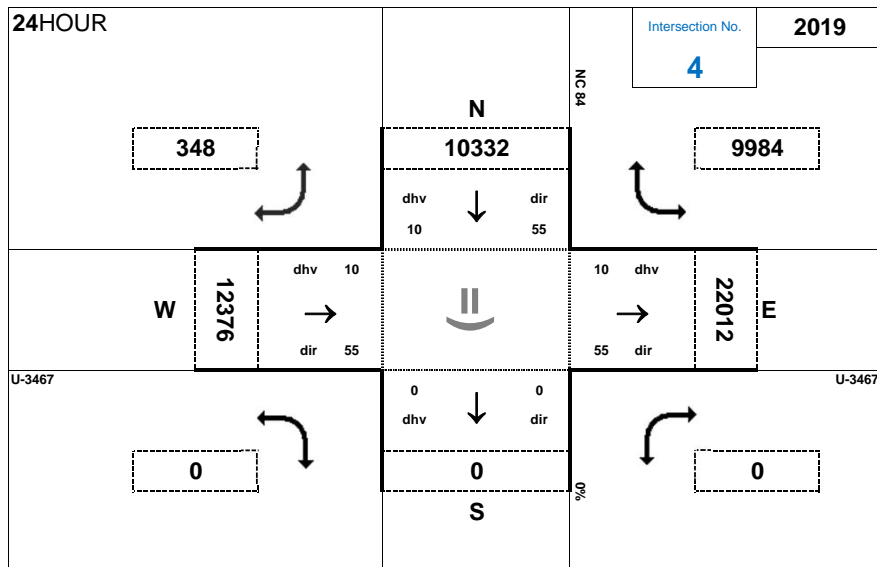 24HOUR
Intersection No.
2019
4
NC 84
N
348
10332
9984
dhv
dir
10
55
dhv 10
10 dhv
W
12376
22012
E
dir 55
55 dir
U-3467
U-3467
0
0
dhv
dir
0
0
0
0%
S